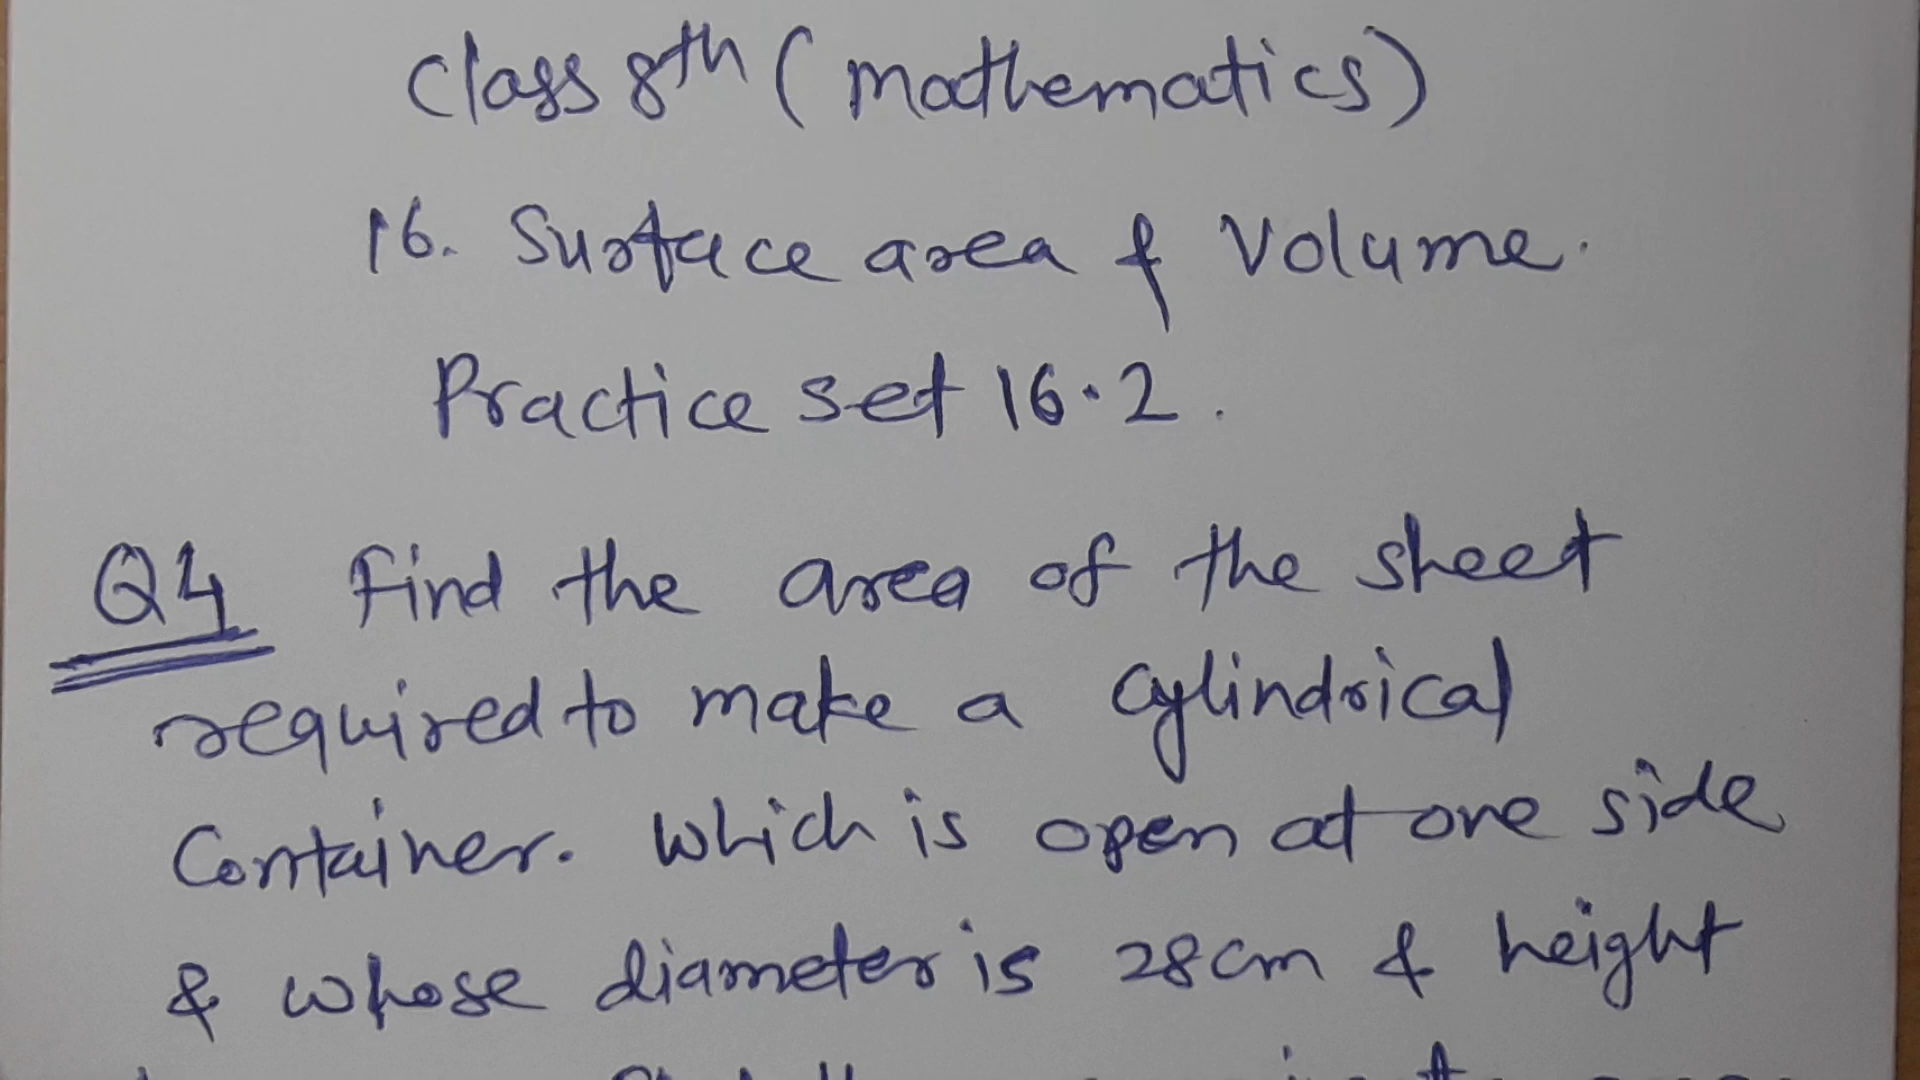 Class 8th (Mathematics)
16. Surface area & Volume.
Practice set 16.2.
Q4 Find the area of the sheet
required to make a cylindrical
Container. Which is open at one side
& whose diameter is 28cm & height